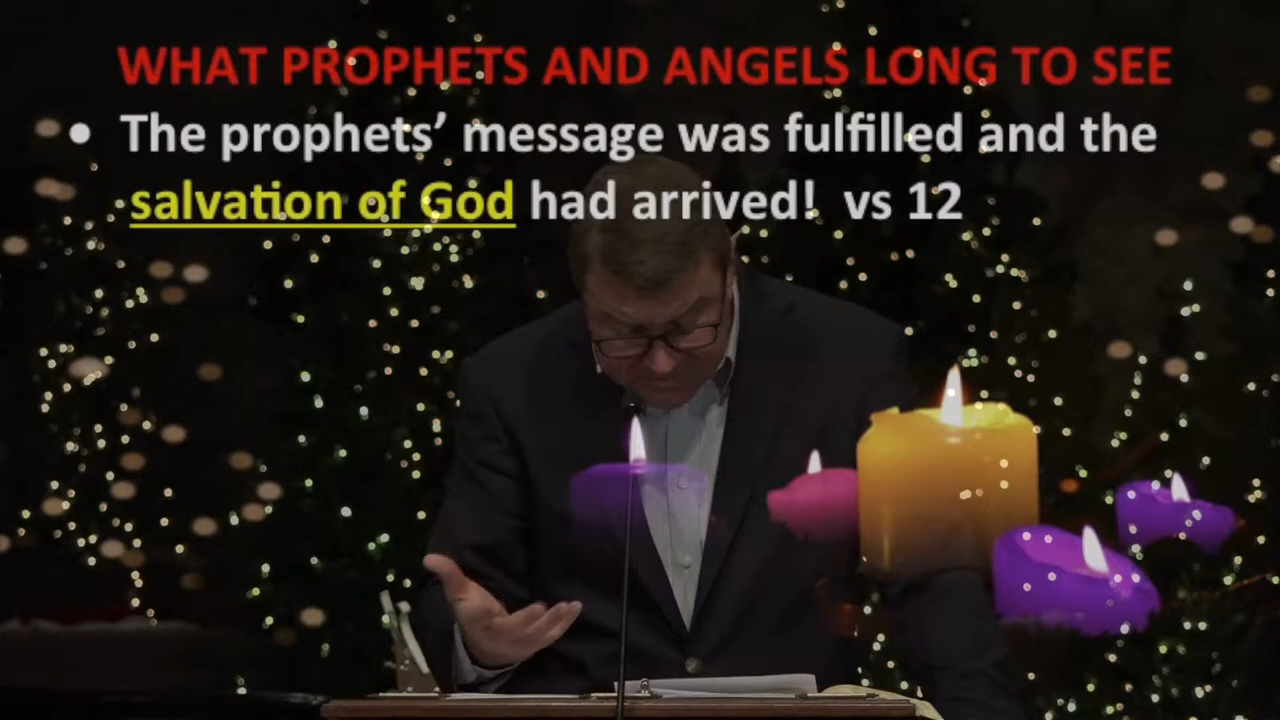 WHAT PROPHETS AND ANGELS LONG TO SEE
• The prophets’ message was fulfilled and the
salvation of God had arrived!  vs 12